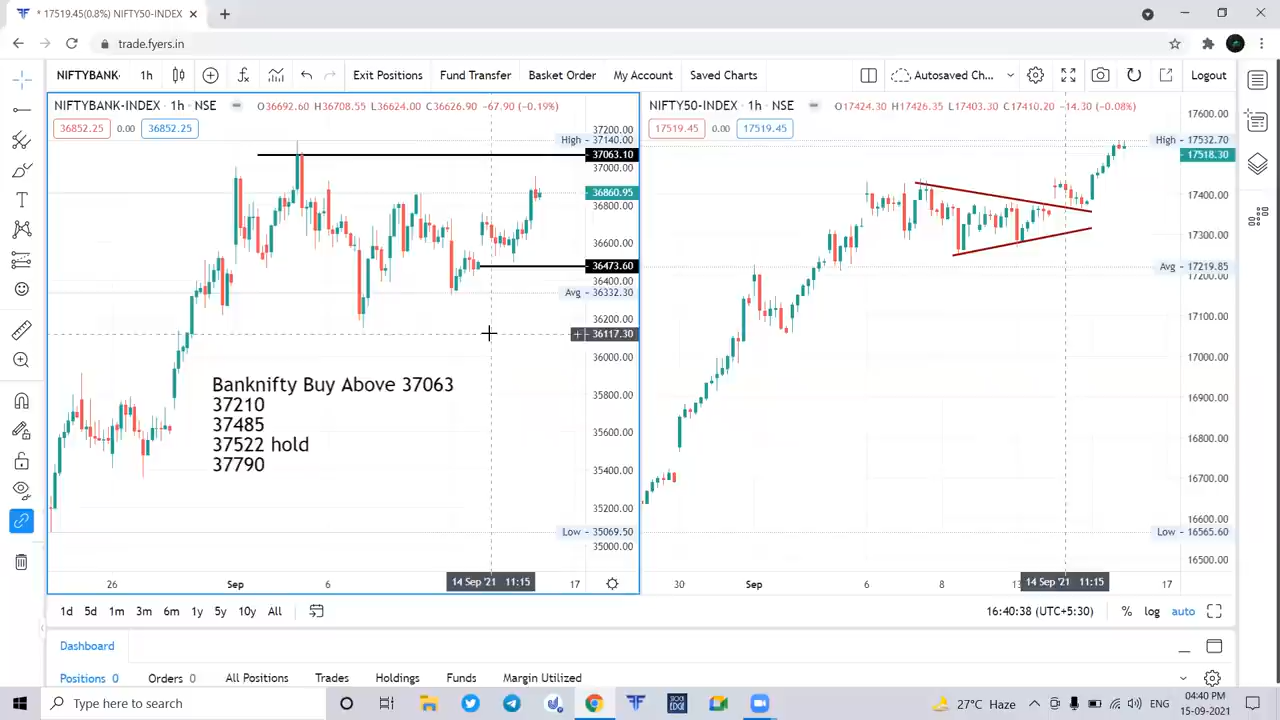 * 17519.45(0.8%) NIFTY50-INDEX
trade.fyers.in
NIFTYBANK- 1h Exit Positions Fund Transfer Basket Order My Account Saved Charts Autosaved Ch... Logout
NIFTYBANK-INDEX · 1h · NSE O36692.60 H36708.55 L36624.00 C36626.90 -67.90 (-0.19%)
36852.25 0.00 36852.25
37200.00
High - 37140.00
37063.10
37000.00
36860.95
36800.00
36600.00
36473.60
36400.00
Avg - 36332.30
36200.00
36117.30
36000.00
35800.00
35600.00
35400.00
35200.00
Low - 35069.50
35000.00
Banknifty Buy Above 37063
37210
37485
37522 hold
37790
26 Sep 6 14 Sep '21 11:15 17
NIFTY50-INDEX · 1h · NSE O17424.30 H17426.35 L17403.30 C17410.20 -14.30 (-0.08%)
17519.45 0.00 17519.45
17600.00
High - 17532.70
17518.30
17400.00
17300.00
Avg - 17219.85
17200.00
17100.00
17000.00
16900.00
16800.00
16700.00
16600.00
Low - 16565.60
16500.00
30 Sep 6 8 14 Sep '21 11:15 17
1d 5d 1m 3m 6m 1y 5y 10y All 16:40:38 (UTC+5:30) % log auto
Dashboard
Positions 0 Orders 0 All Positions Trades Holdings Funds Margin Utilized
Type here to search
27°C Haze ENG 04:40 PM
15-09-2021